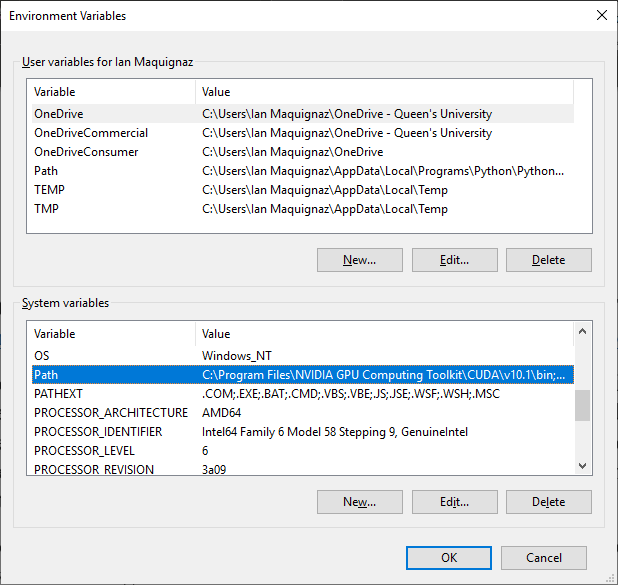 Environment Variables
User variables for Ian Maquignaz
Variable Value
OneDrive C:\Users\Ian Maquignaz\OneDrive - Queen's University
OneDriveCommercial C:\Users\Ian Maquignaz\OneDrive - Queen's University
OneDriveConsumer C:\Users\Ian Maquignaz\OneDrive
Path C:\Users\Ian Maquignaz\AppData\Local\Programs\Python\Python...
TEMP C:\Users\Ian Maquignaz\AppData\Local\Temp
TMP C:\Users\Ian Maquignaz\AppData\Local\Temp
New... Edit... Delete
System variables
Variable Value
OS Windows_NT
Path C:\Program Files\NVIDIA GPU Computing Toolkit\CUDA\v10.1\bin;...
PATHEXT .COM;.EXE;.BAT;.CMD;.VBS;.VBE;.JS;.JSE;.WSF;.WSH;.MSC
PROCESSOR_ARCHITECTURE AMD64
PROCESSOR_IDENTIFIER Intel64 Family 6 Model 58 Stepping 9, GenuineIntel
PROCESSOR_LEVEL 6
PROCESSOR_REVISION 3a09
New... Edit... Delete
OK Cancel